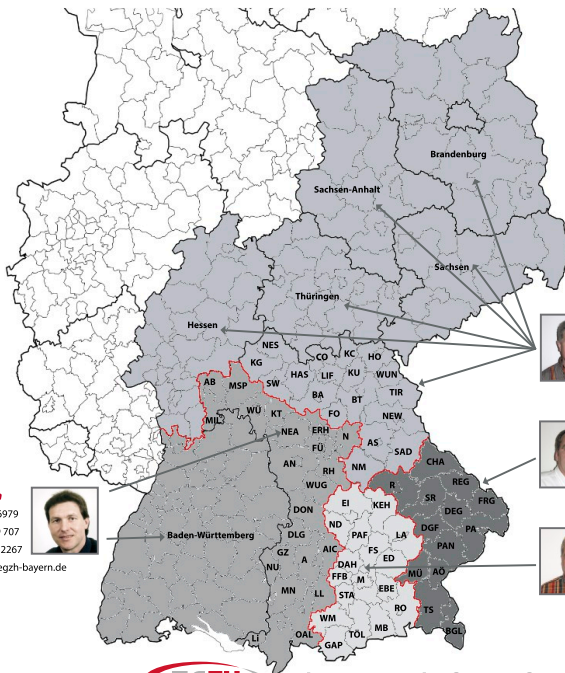 Brandenburg
Sachsen-Anhalt
Sachsen
Thüringen
Hessen
NES
CO
KC
HO
KG
HAS
LIF
KU
WUN
AB
MSP
SW
BA
BT
TIR
MIL
WÜ
KT
FO
NEW
NEA
ERH
N
AS
SAD
FÜ
AN
RH
NM
CHA
WUG
R
REG
SR
FRG
EI
KEH
DEG
DON
ND
DGF
PA
Baden-Württemberg
DLG
PAF
LA
PAN
GZ
AIC
FS
ED
NU
A
DAH
FFB
M
MÜ
AÖ
MN
LL
STA
EBE
RO
TS
WM
MB
LI
OAL
TÖL
BGL
GAP
6979
707
2267
egzh-bayern.de